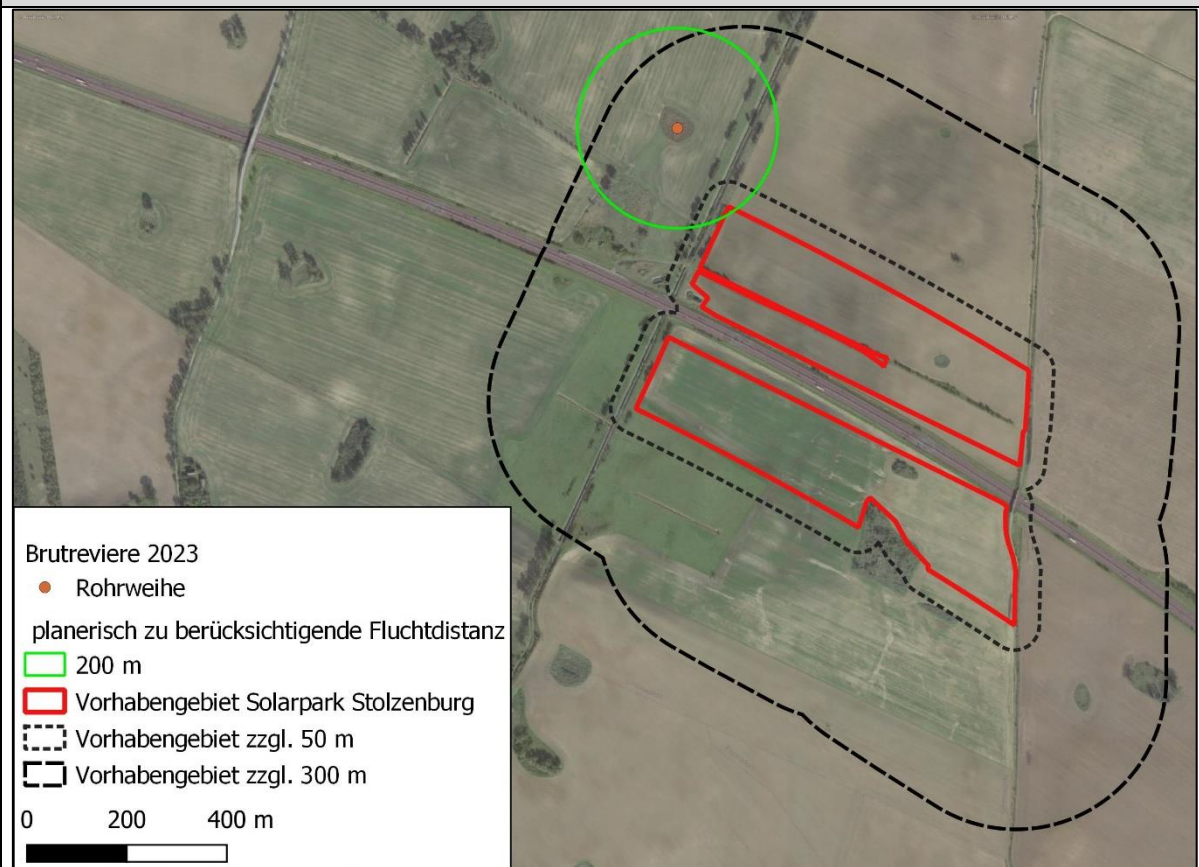 Brutreviere 2023
Rohrweihe
planerisch zu berücksichtigende Fluchtdistanz
200 m
Vorhabengebiet Solarpark Stolzenburg
Vorhabengebiet zzgl. 50 m
Vorhabengebiet zzgl. 300 m
0 200 400 m